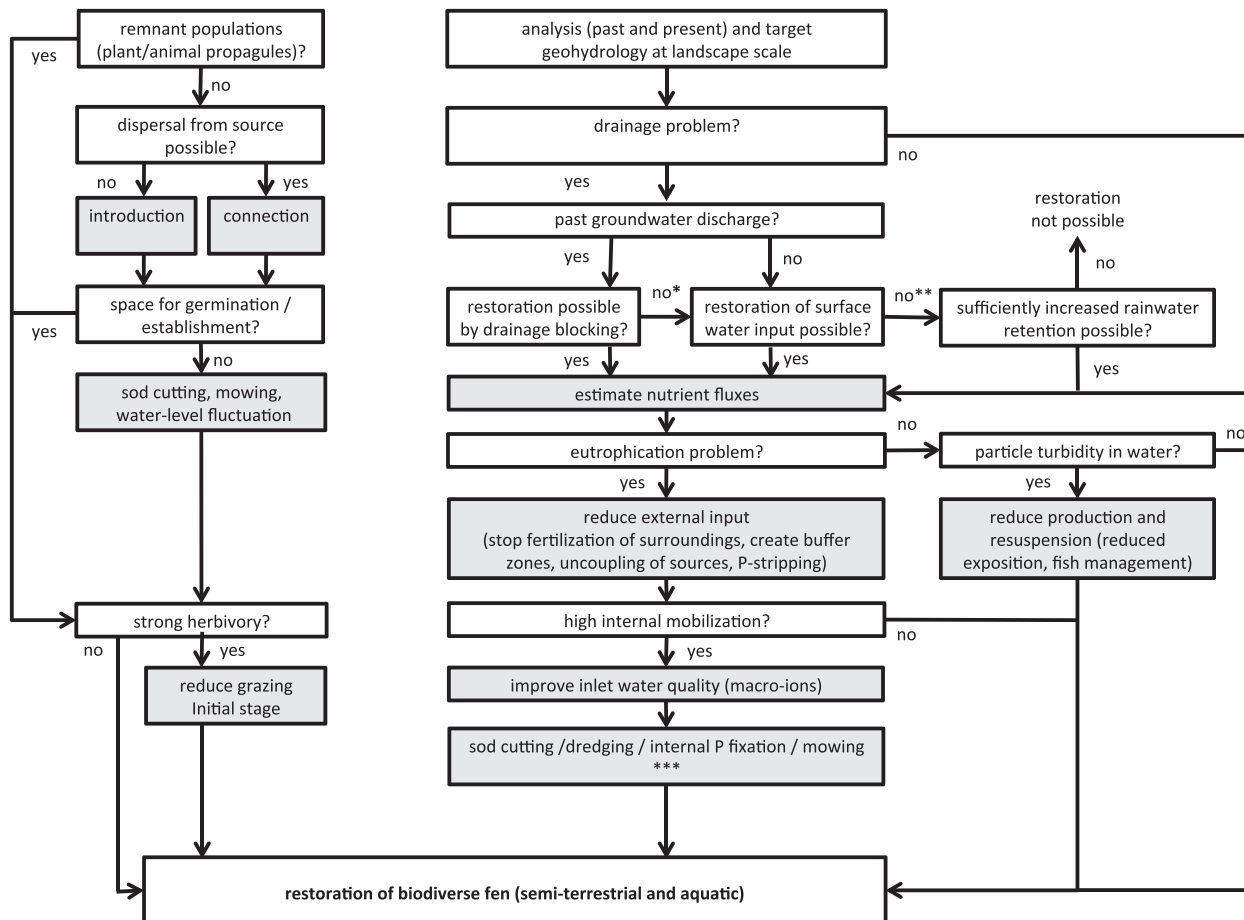 remnant populations
(plant/animal propagules)?
yes
no
dispersal from source
possible?
no
yes
introduction
connection
space for germination /
establishment?
yes
no
sod cutting, mowing,
water-level fluctuation
strong herbivory?
no
yes
reduce grazing
Initial stage
analysis (past and present) and target
geohydrology at landscape scale
drainage problem?
no
yes
past groundwater discharge?
yes
no
restoration possible
by drainage blocking?
no*
restoration of surface
water input possible?
no**
sufficiently increased rainwater
retention possible?
no
restoration
not possible
yes
yes
yes
estimate nutrient fluxes
eutrophication problem?
no
particle turbidity in water?
no
yes
yes
reduce external input
(stop fertilization of surroundings, create buffer
zones, uncoupling of sources, P-stripping)
reduce production and
resuspension (reduced
exposition, fish management)
high internal mobilization?
no
yes
improve inlet water quality (macro-ions)
sod cutting /dredging / internal P fixation / mowing
***
restoration of biodiverse fen (semi-terrestrial and aquatic)